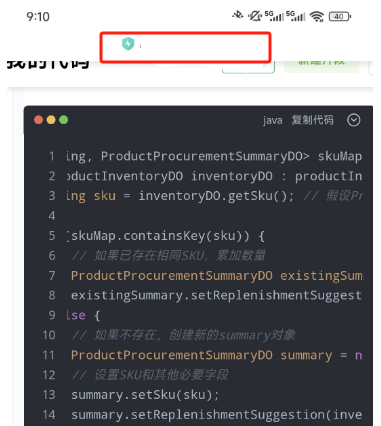 9:10
5G 5G 40
我的代码
新建片段
java 复制代码
1 ing, ProductProcurementSummaryDO> skuMap
2 oductInventoryDO inventoryDO : productIn
3 ing sku = inventoryDO.getSku(); // 假设Pr
4
5 (skuMap.containsKey(sku)) {
6 // 如果已存在相同SKU，累加数量
7 ProductProcurementSummaryDO existingSum
8 existingSummary.setReplenishmentSuggest
9 lse {
10 // 如果不存在，创建新的summary对象
11 ProductProcurementSummaryDO summary = n
12 // 设置SKU和其他必要字段
13 summary.setSku(sku);
14 summary.setReplenishmentSuggestion(inve